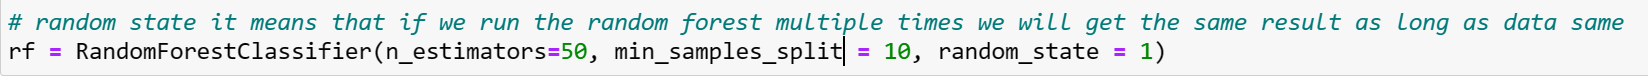 # random state it means that if we run the random forest multiple times we will get the same result as long as data same
rf = RandomForestClassifier(n_estimators=50, min_samples_split = 10, random_state = 1)